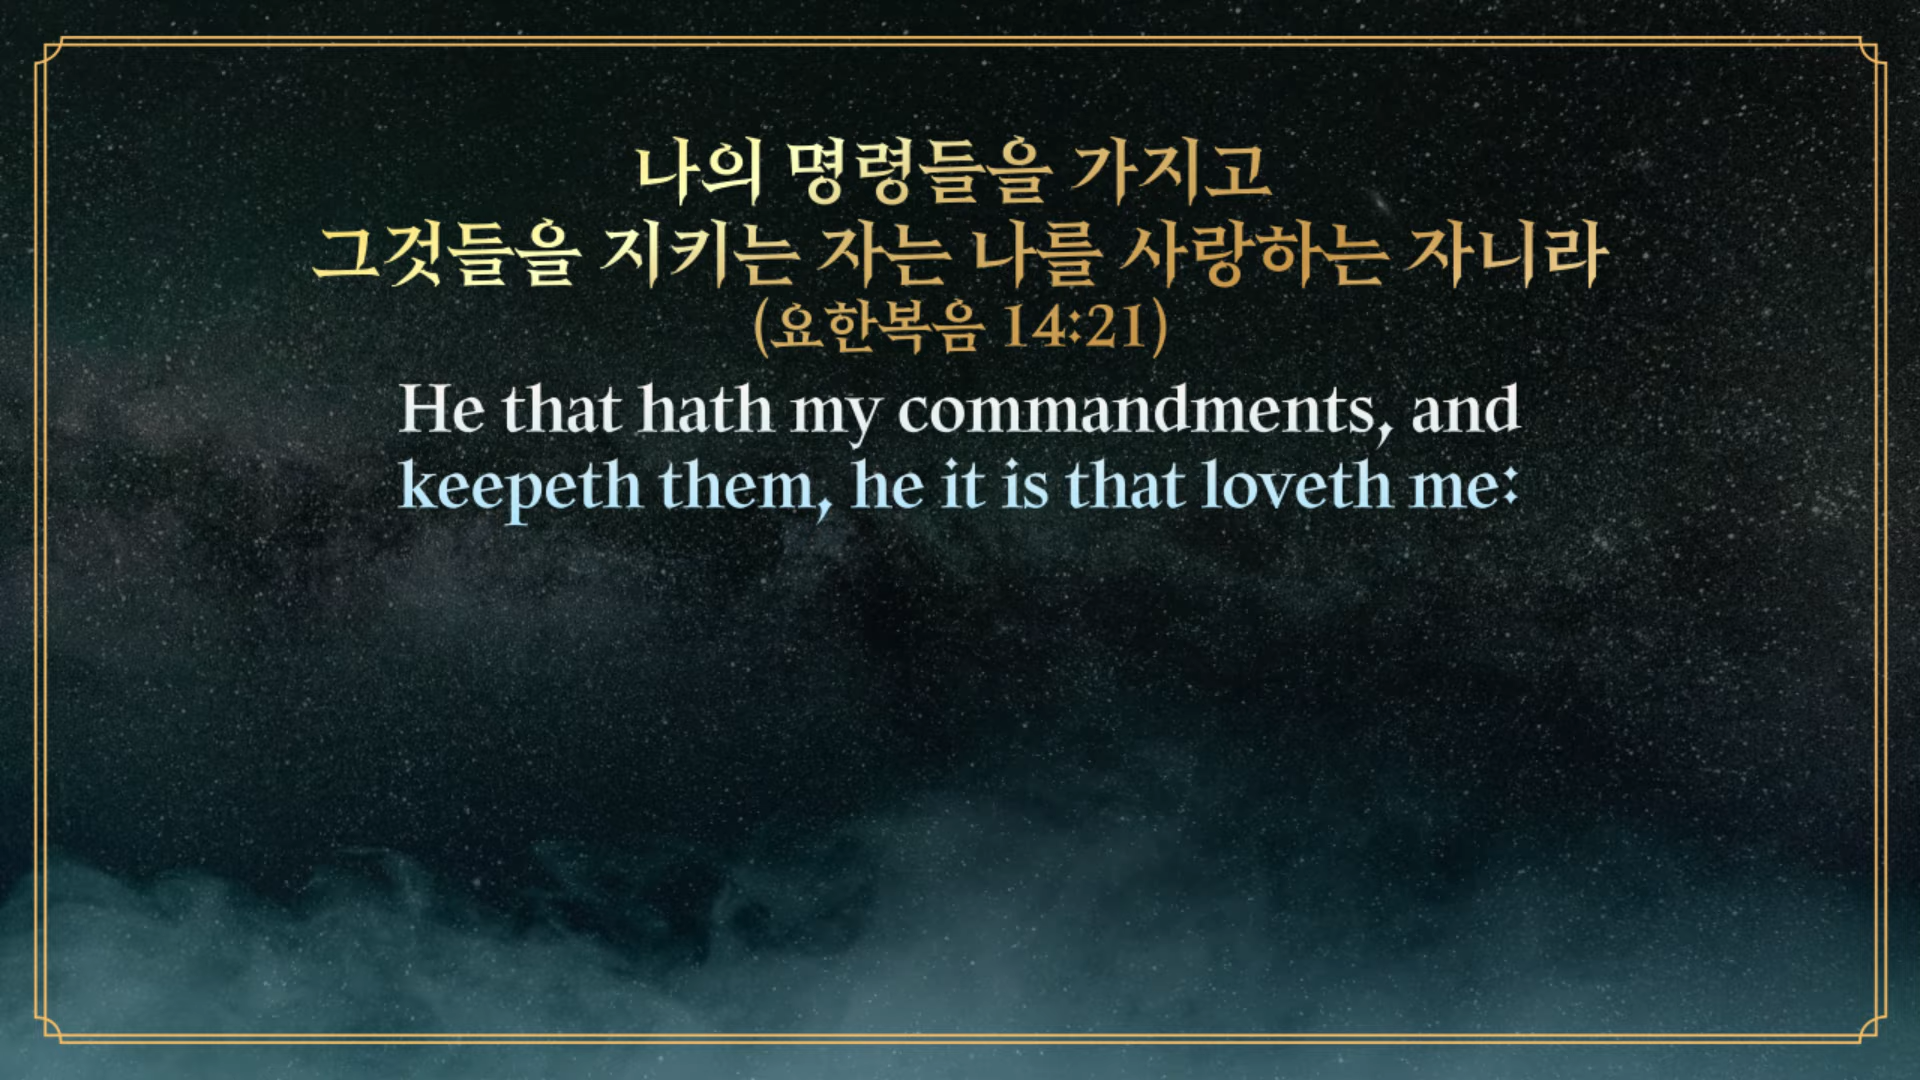 나의 명령들을 가지고
그것들을 지키는 자는 나를 사랑하는 자니라
(요한복음 14:21)
He that hath my commandments, and
keepeth them, he it is that loveth me: